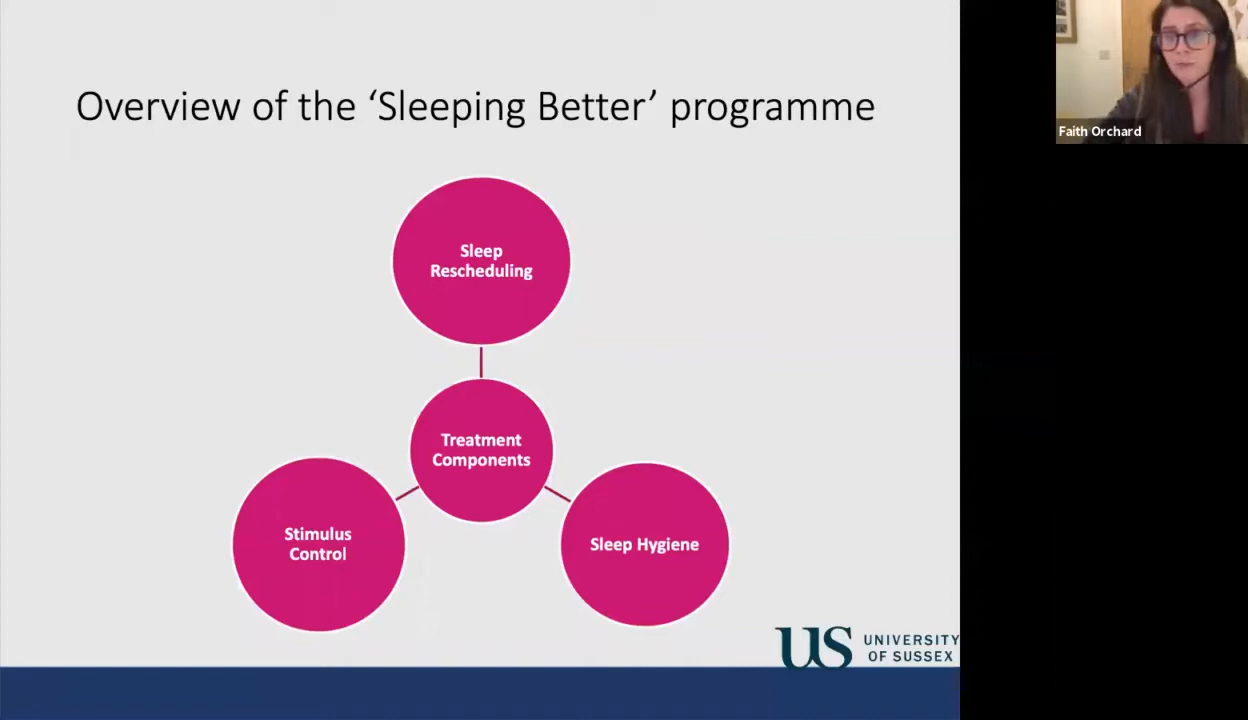 Overview of the ‘Sleeping Better’ programme
Faith Orchard
Sleep
Rescheduling
Treatment
Components
Stimulus
Control
Sleep Hygiene
US UNIVERSITY
OF SUSSEX